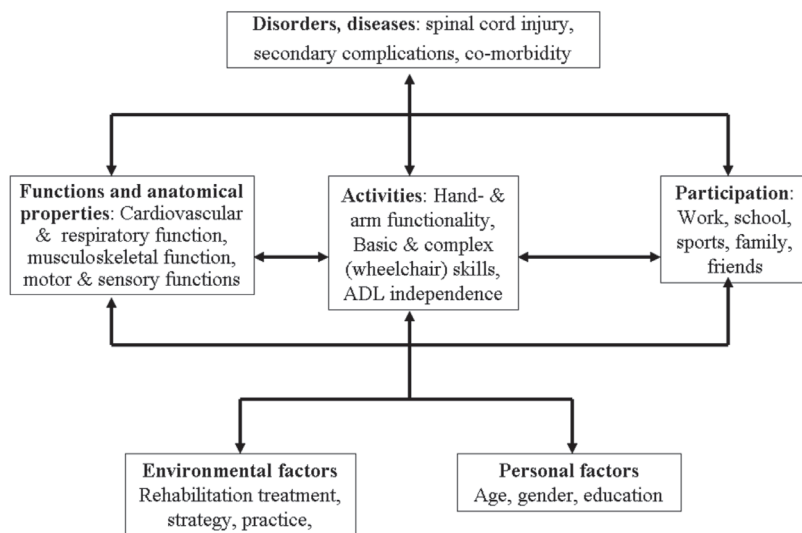 Disorders, diseases: spinal cord injury,
secondary complications, co-morbidity
Functions and anatomical
properties: Cardiovascular
& respiratory function,
musculoskeletal function,
motor & sensory functions
Activities: Hand- &
arm functionality,
Basic & complex
(wheelchair) skills,
ADL independence
Participation:
Work, school,
sports, family,
friends
Environmental factors
Rehabilitation treatment,
strategy, practice,
Personal factors
Age, gender, education